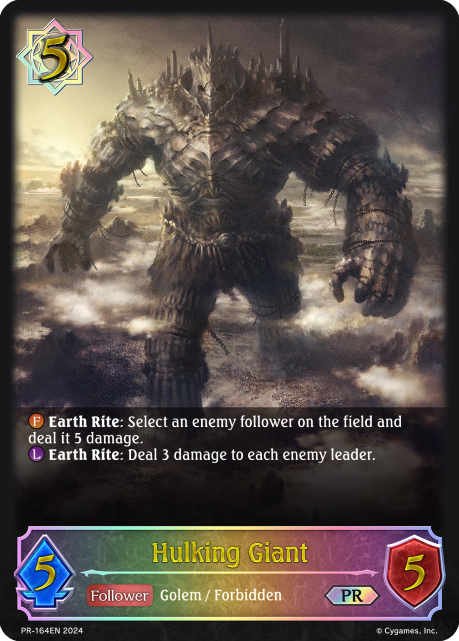 5
F Earth Rite: Select an enemy follower on the field and
deal it 5 damage.
L Earth Rite: Deal 3 damage to each enemy leader.
Hulking Giant
5
5
Follower Golem / Forbidden
PR
PR-164EN 2024
© Cygames, Inc.